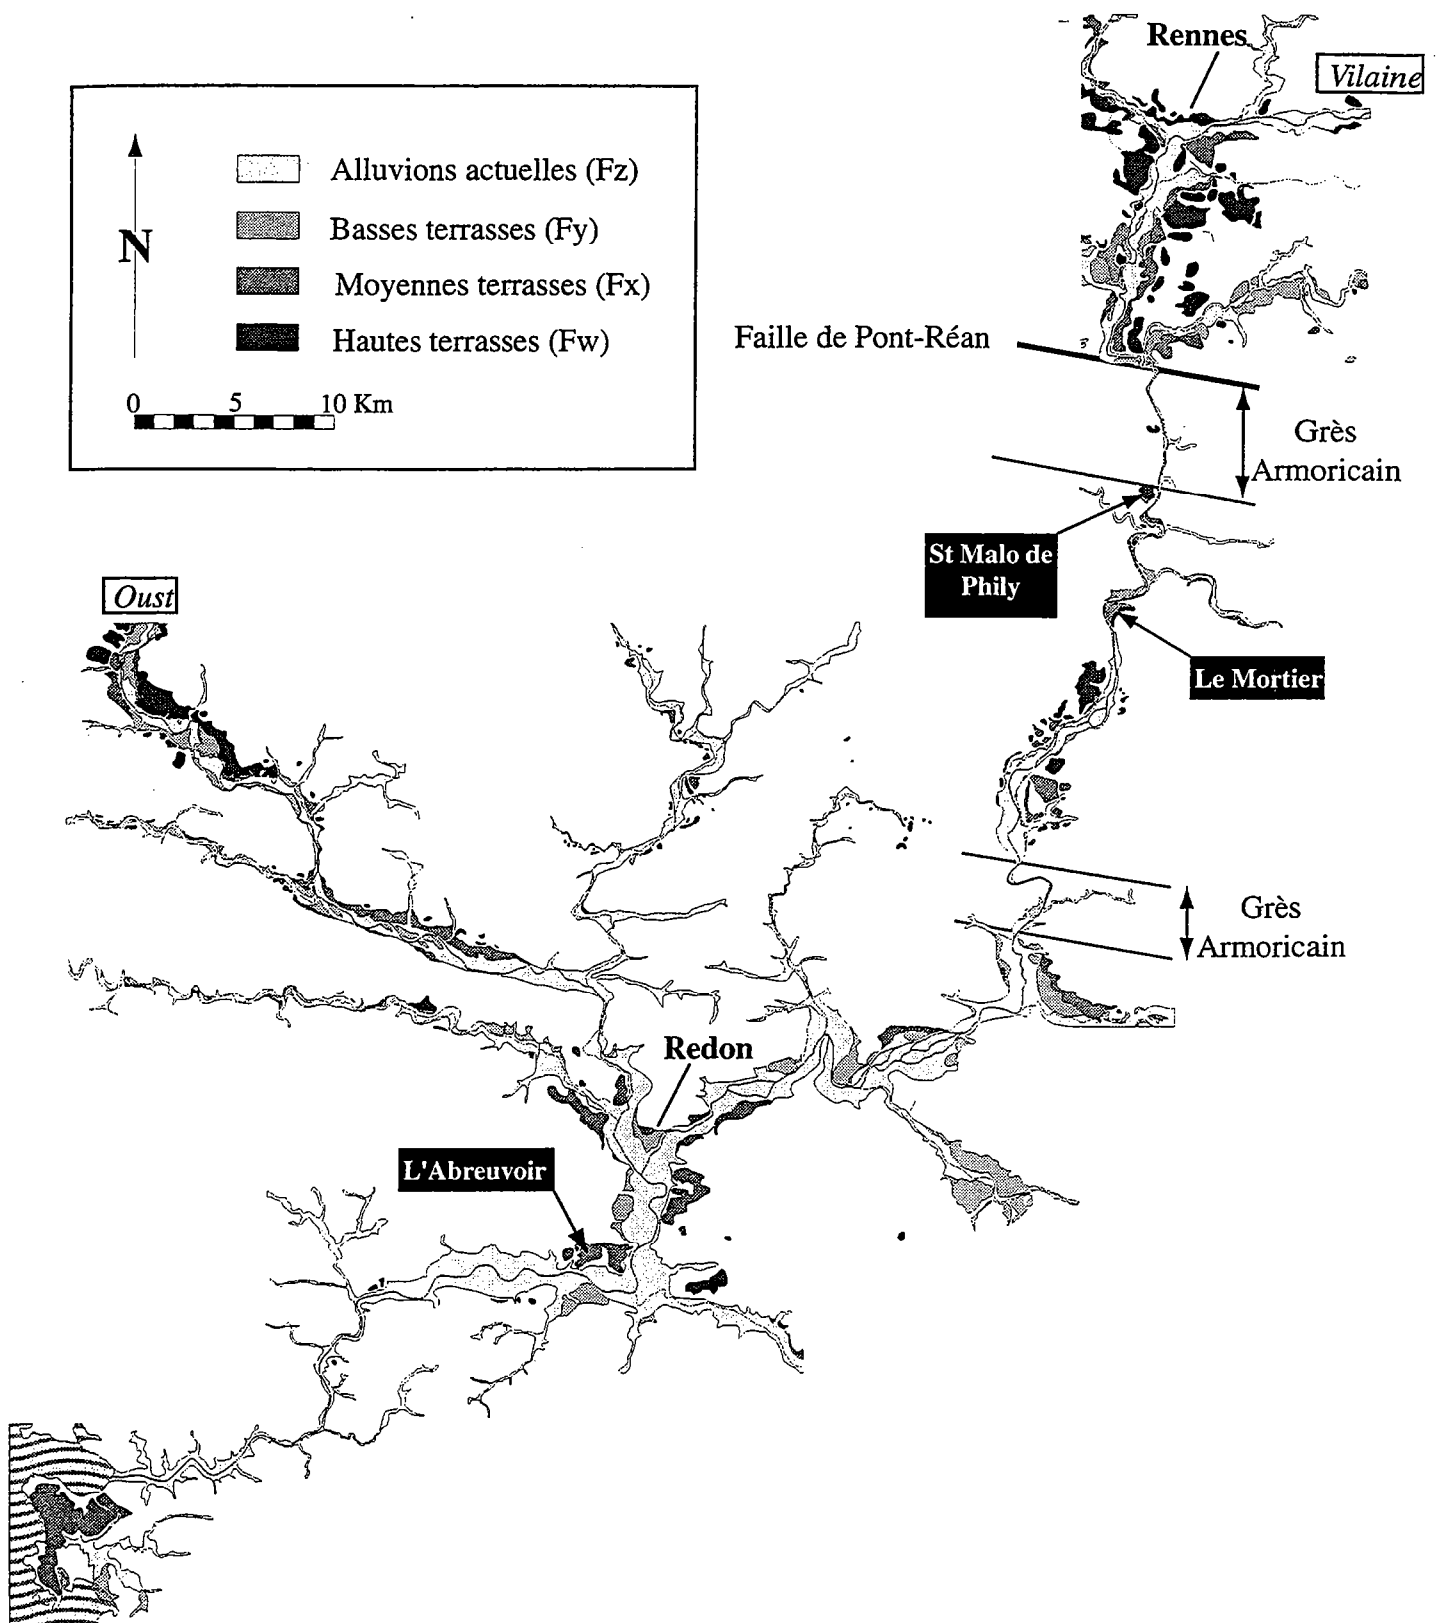 Rennes
Vilaine
Alluvions actuelles (Fz)
Basses terrasses (Fy)
N
Moyennes terrasses (Fx)
Hautes terrasses (Fw)
0 5 10 Km
Faille de Pont-Réan
Grès
Armoricain
St Malo de
Phily
Oust
Le Mortier
Grès
Armoricain
Redon
L'Abreuvoir